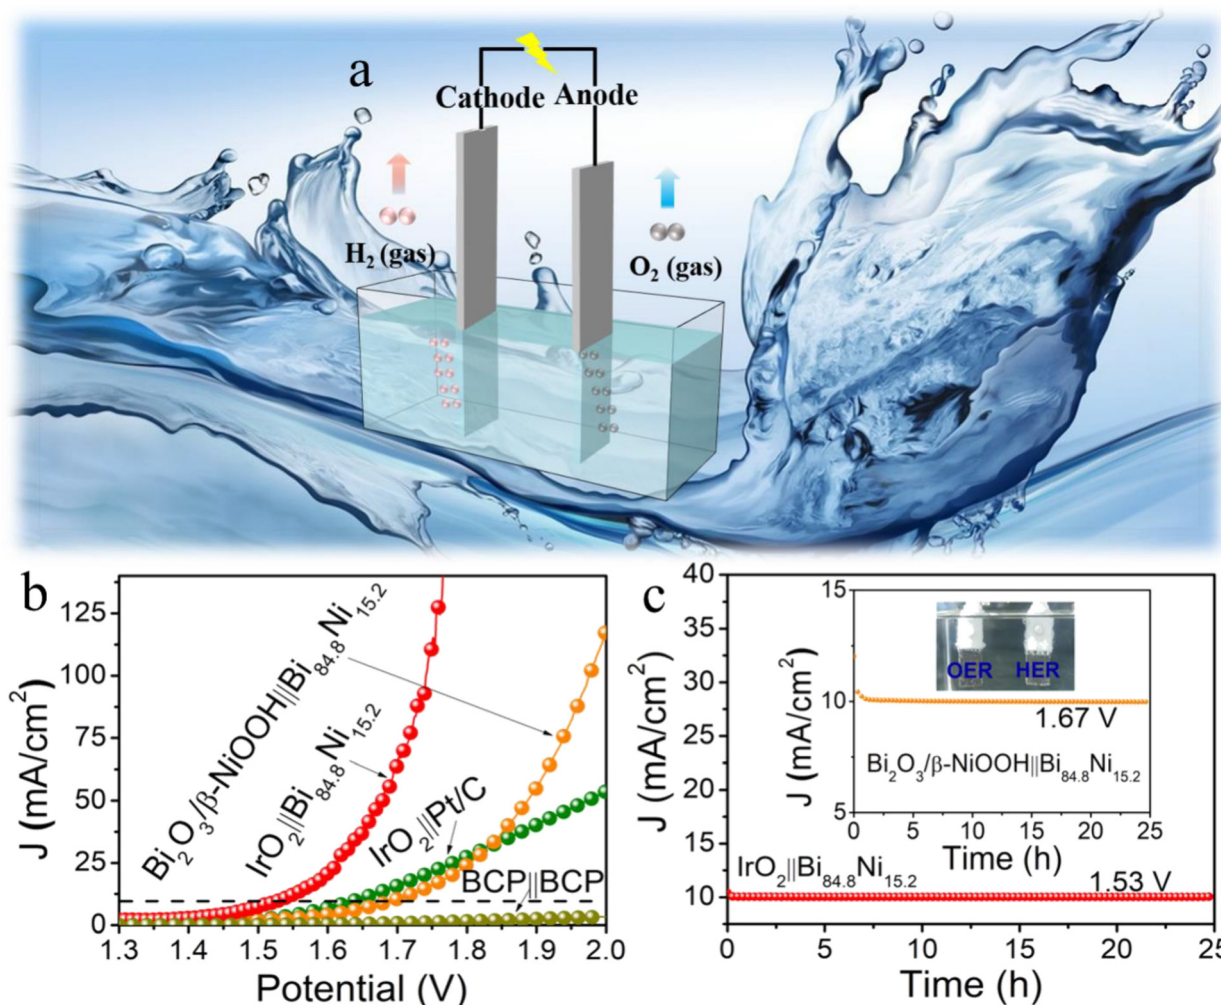 a
Cathode Anode
H₂ (gas)
O₂ (gas)
b
J (mA/cm²)
125
100
75
50
25
0
Bi₂O₃/β-NiOOH||Bi₈₄.₈Ni₁₅.₂
IrO₂||Bi₈₄.₈Ni₁₅.₂
IrO₂//Pt/C
BCP||BCP
1.3 1.4 1.5 1.6 1.7 1.8 1.9 2.0
Potential (V)
c
J (mA/cm²)
40
35
30
25
20
15
10
J (mA/cm²)
15
10
5
OER HER
1.67 V
Bi₂O₃/β-NiOOH||Bi₈₄.₈Ni₁₅.₂
0 5 10 15 20 25
Time (h)
IrO₂||Bi₈₄.₈Ni₁₅.₂
1.53 V
0 5 10 15 20 25
Time (h)